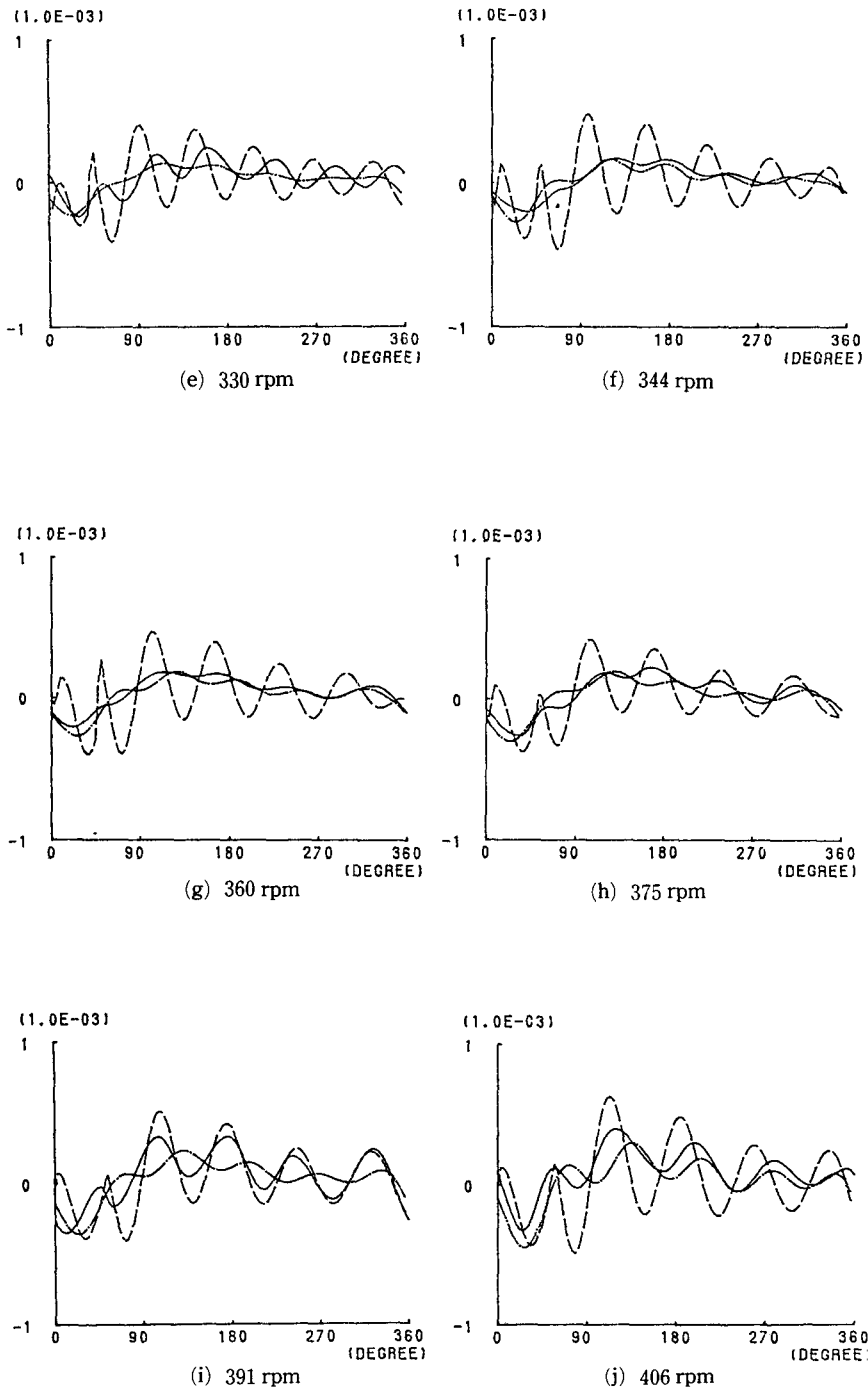 (1.0E-03)
1
0
-1
0 90 180 270 360
(DEGREE)
(e) 330 rpm
(1.0E-03)
1
0
-1
0 90 180 270 360
(DEGREE)
(f) 344 rpm
(1.0E-03)
1
0
-1
0 90 180 270 360
(DEGREE)
(g) 360 rpm
(1.0E-03)
1
0
-1
0 90 180 270 360
(DEGREE)
(h) 375 rpm
(1.0E-03)
1
0
-1
0 90 180 270 360
(DEGREE)
(i) 391 rpm
(1.0E-03)
1
0
-1
0 90 180 270 360
(DEGREE)
(j) 406 rpm